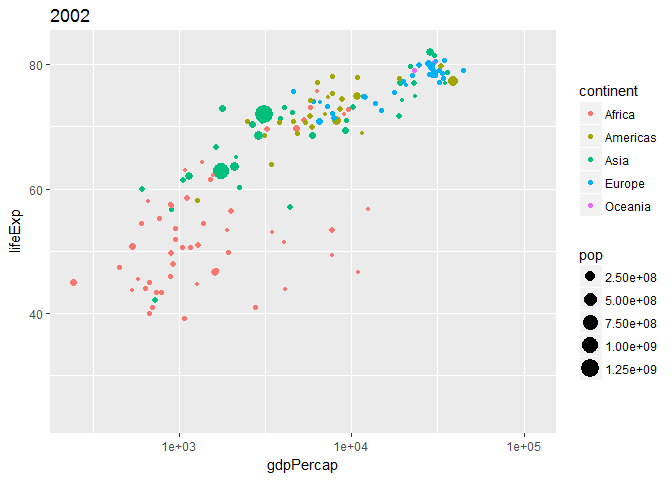 2002
lifeExp
80
60
40
1e+03
1e+04
1e+05
gdpPercap
continent
Africa
Americas
Asia
Europe
Oceania
pop
2.50e+08
5.00e+08
7.50e+08
1.00e+09
1.25e+09